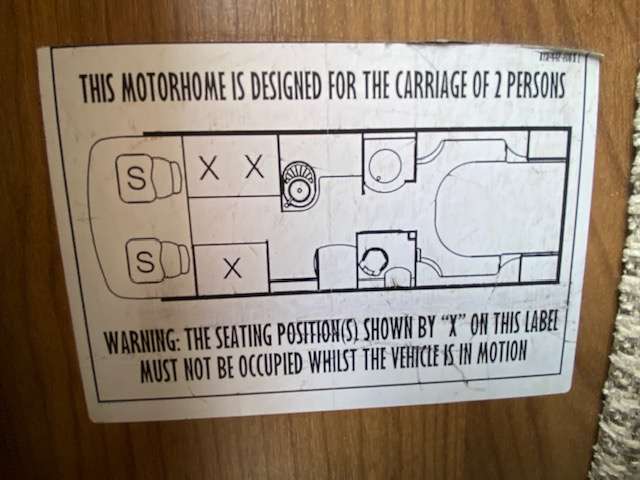 THIS MOTORHOME IS DESIGNED FOR THE CARRIAGE OF 2 PERSONS
S X X
S X
WARNING: THE SEATING POSITION(S) SHOWN BY "X" ON THIS LABEL
MUST NOT BE OCCUPIED WHILST THE VEHICLE IS IN MOTION